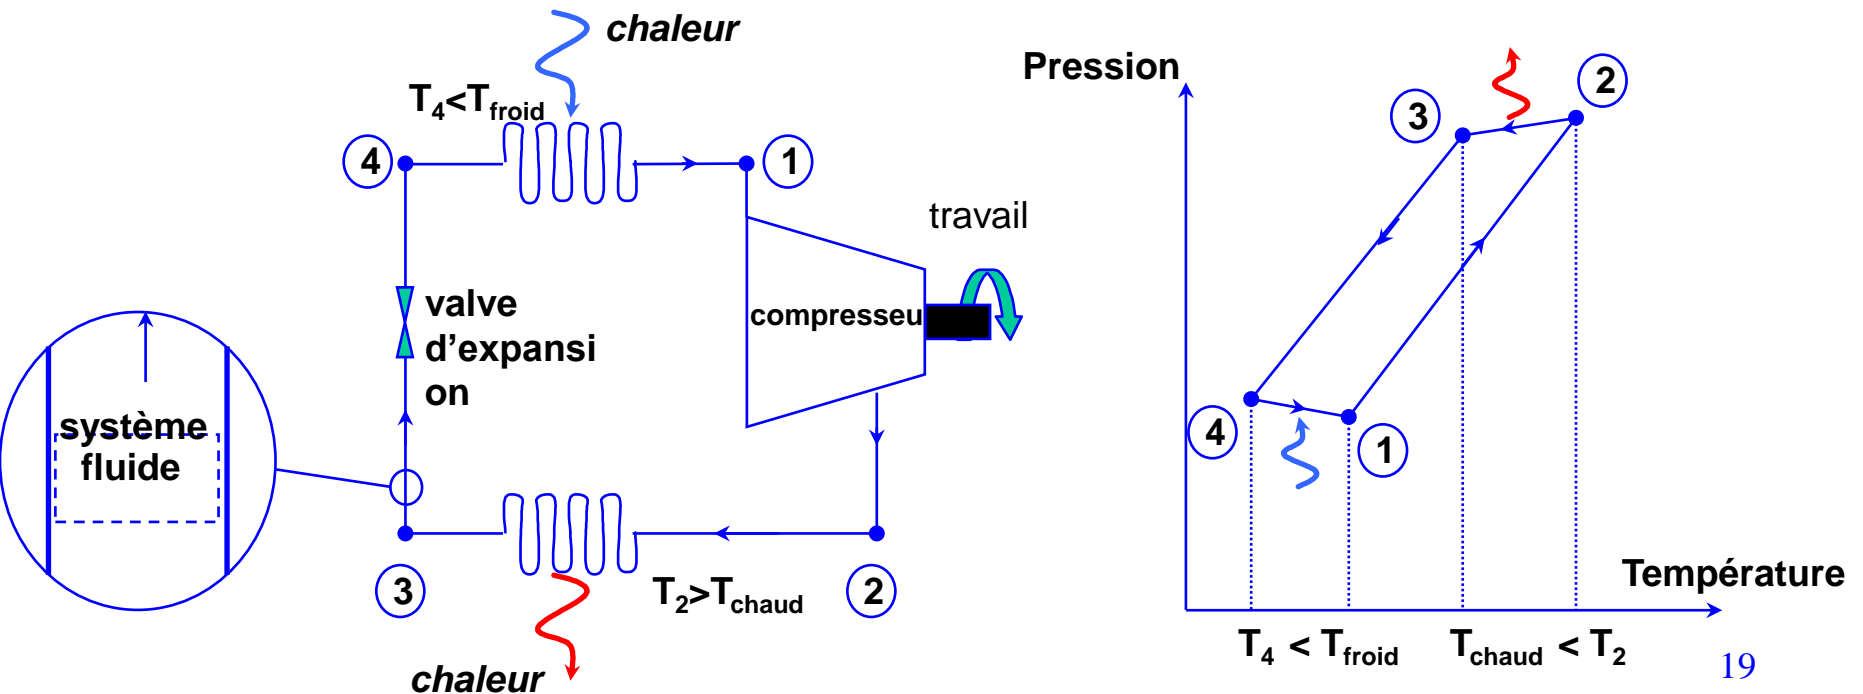 chaleur
T4<Tfroid
4
1
travail
valve
d'expansi
on
compresseu
système
fluide
3
T2>Tchaud
2
chaleur
Pression
3
2
4
1
Température
T4 < Tfroid
Tchaud < T2
19